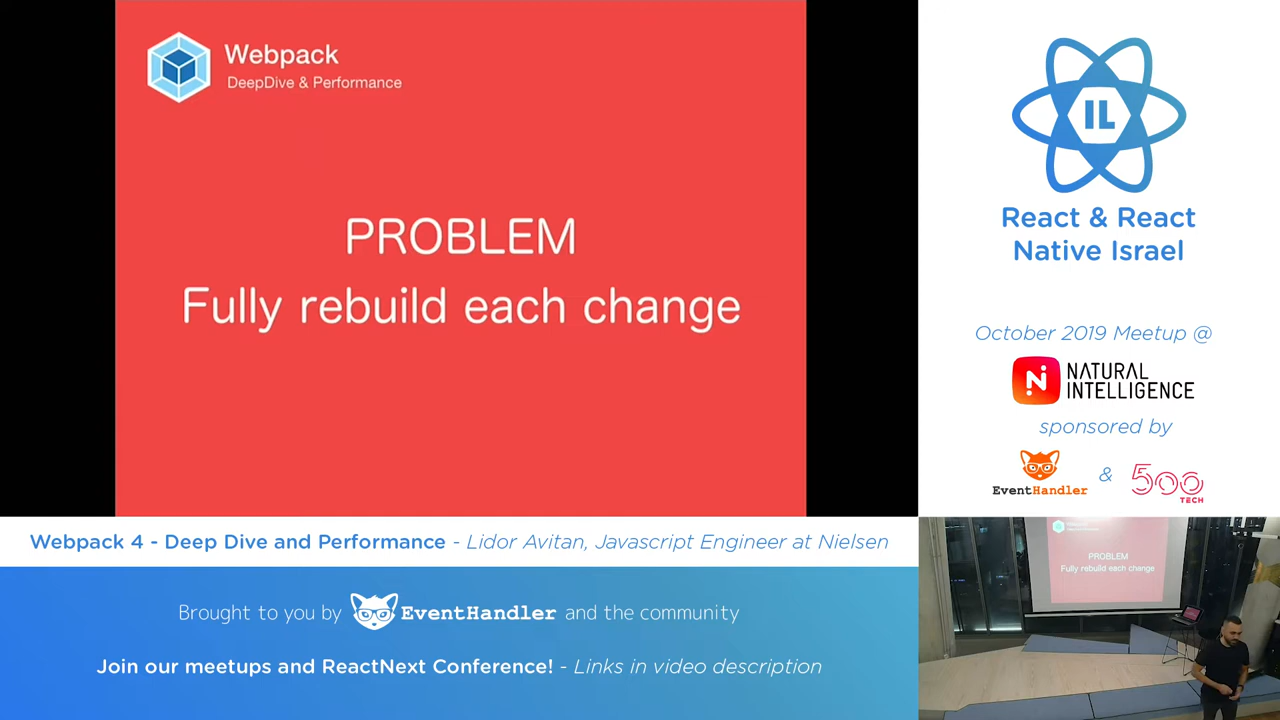 Webpack
DeepDive & Performance
PROBLEM
Fully rebuild each change
IL
React & React
Native Israel
October 2019 Meetup @
NATURAL
INTELLIGENCE
sponsored by
EventHandler & 500
TECH
PROBLEM
Fully rebuild each change
Webpack 4 - Deep Dive and Performance - Lidor Avitan, Javascript Engineer at Nielsen
Brought to you by EventHandler and the community
Join our meetups and ReactNext Conference! - Links in video description